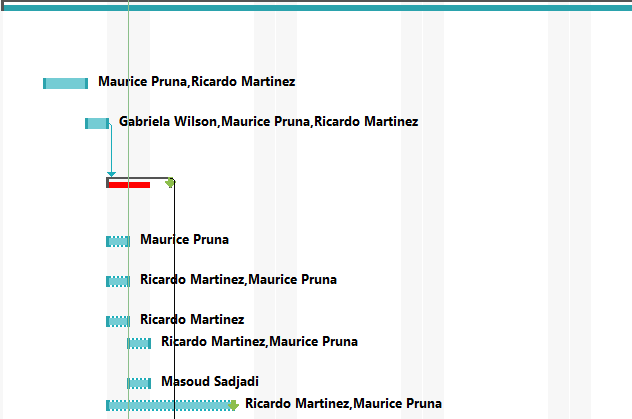 Maurice Pruna,Ricardo Martinez
Gabriela Wilson,Maurice Pruna,Ricardo Martinez
Maurice Pruna
Ricardo Martinez,Maurice Pruna
Ricardo Martinez
Ricardo Martinez,Maurice Pruna
Masoud Sadjadi
Ricardo Martinez,Maurice Pruna